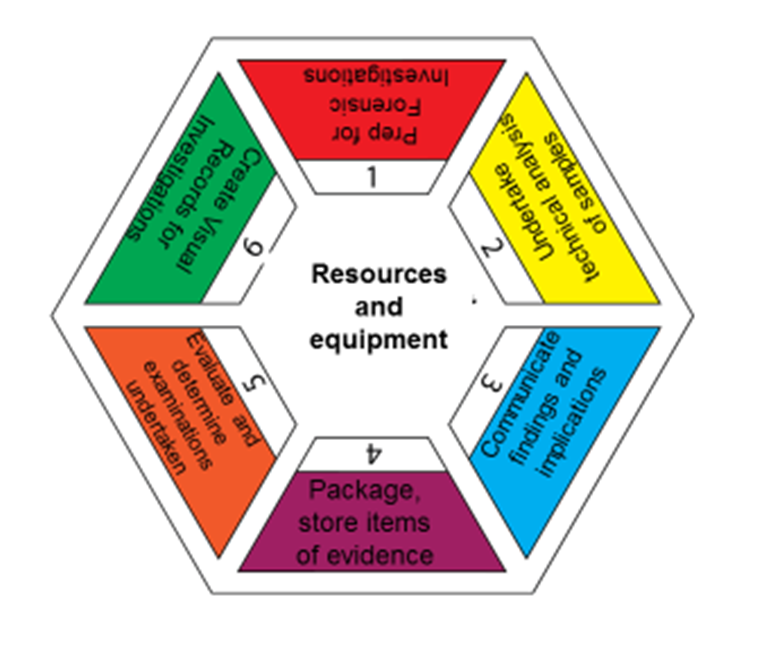 Resources
and
equipment
1
Prep for
Forensic
Investigations
2
Undertake
technical analysis
of samples
3
Communicate
findings and
implications
4
Package,
store items
of evidence
5
Evaluate and
determine
examinations
undertaken
6
Create Visual
Records for
Investigations